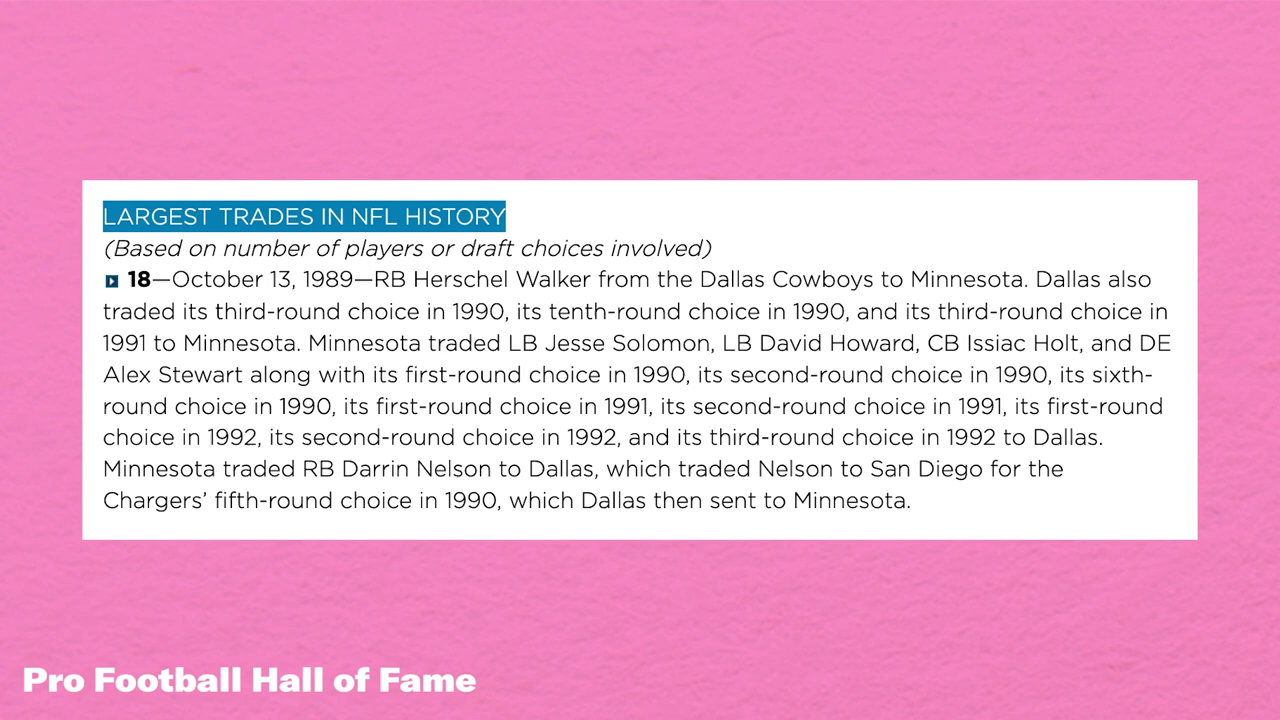 LARGEST TRADES IN NFL HISTORY
(Based on number of players or draft choices involved)
18—October 13, 1989—RB Herschel Walker from the Dallas Cowboys to Minnesota. Dallas also
traded its third-round choice in 1990, its tenth-round choice in 1990, and its third-round choice in
1991 to Minnesota. Minnesota traded LB Jesse Solomon, LB David Howard, CB Issiac Holt, and DE
Alex Stewart along with its first-round choice in 1990, its second-round choice in 1990, its sixth-
round choice in 1990, its first-round choice in 1991, its second-round choice in 1991, its first-round
choice in 1992, its second-round choice in 1992, and its third-round choice in 1992 to Dallas.
Minnesota traded RB Darrin Nelson to Dallas, which traded Nelson to San Diego for the
Chargers’ fifth-round choice in 1990, which Dallas then sent to Minnesota.
Pro Football Hall of Fame